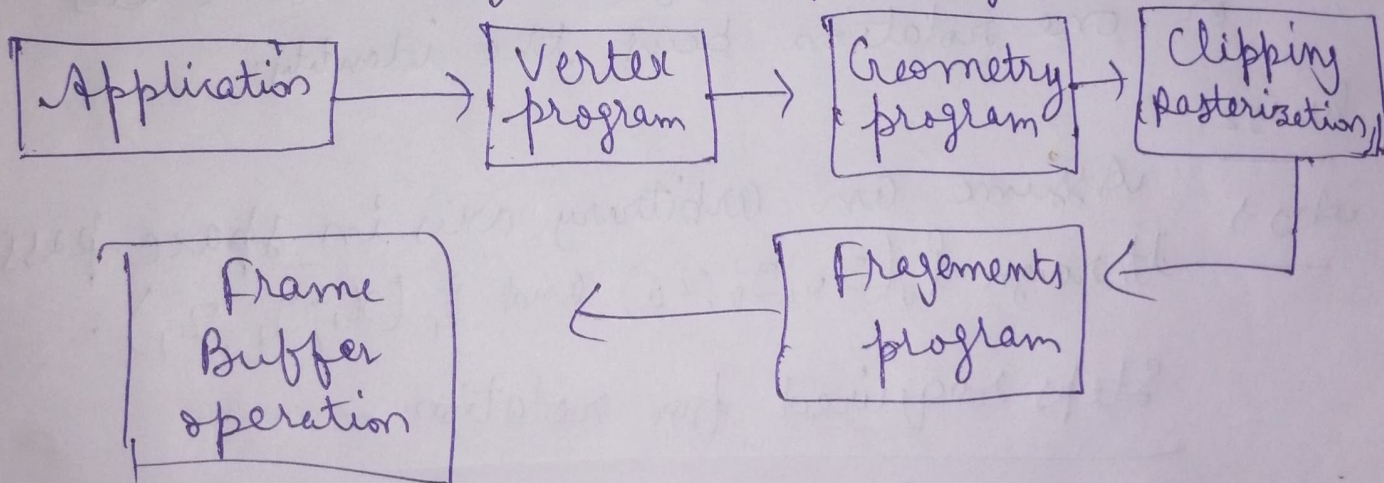 Application
Vertex
program
Geometry
program
Clipping
Rasterization
Fragements
program
Frame
Buffer
operation